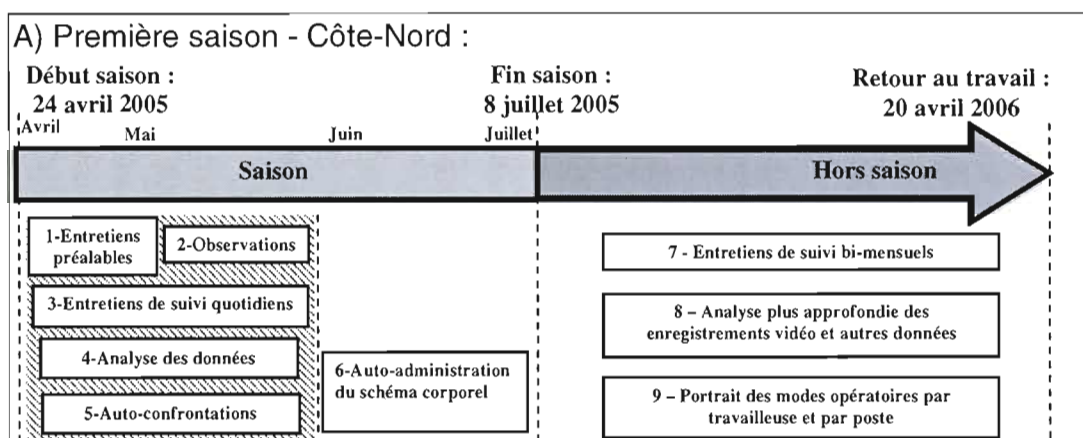 A) Première saison - Côte-Nord :
Début saison :
24 avril 2005
Fin saison :
8 juillet 2005
Retour au travail :
20 avril 2006
Avril
Mai
Juin
Juillet
Saison
Hors saison
1-Entretiens
préalables
2-Observations
3-Entretiens de suivi quotidiens
4-Analyse des données
5-Auto-confrontations
6-Auto-administration
du schéma corporel
7 - Entretiens de suivi bi-mensuels
8 – Analyse plus approfondie des
enregistrements vidéo et autres données
9 – Portrait des modes opératoires par
travailleuse et par poste